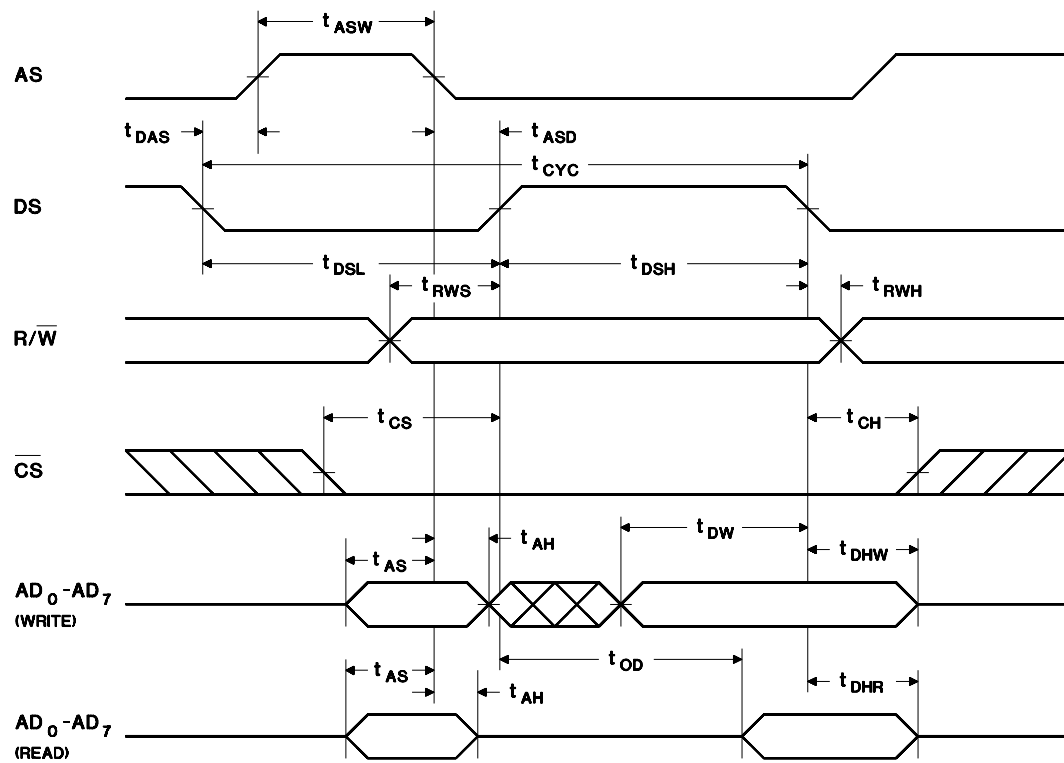 tASW
AS
tDAS
tASD
tCYC
DS
tDSL
tDSH
tRWS
tRWH
R/W̅
tCS
tCH
C̅S̅
tDW
tAH
tDHW
tAS
AD0-AD7
(WRITE)
tOD
tAS
tDHR
tAH
AD0-AD7
(READ)